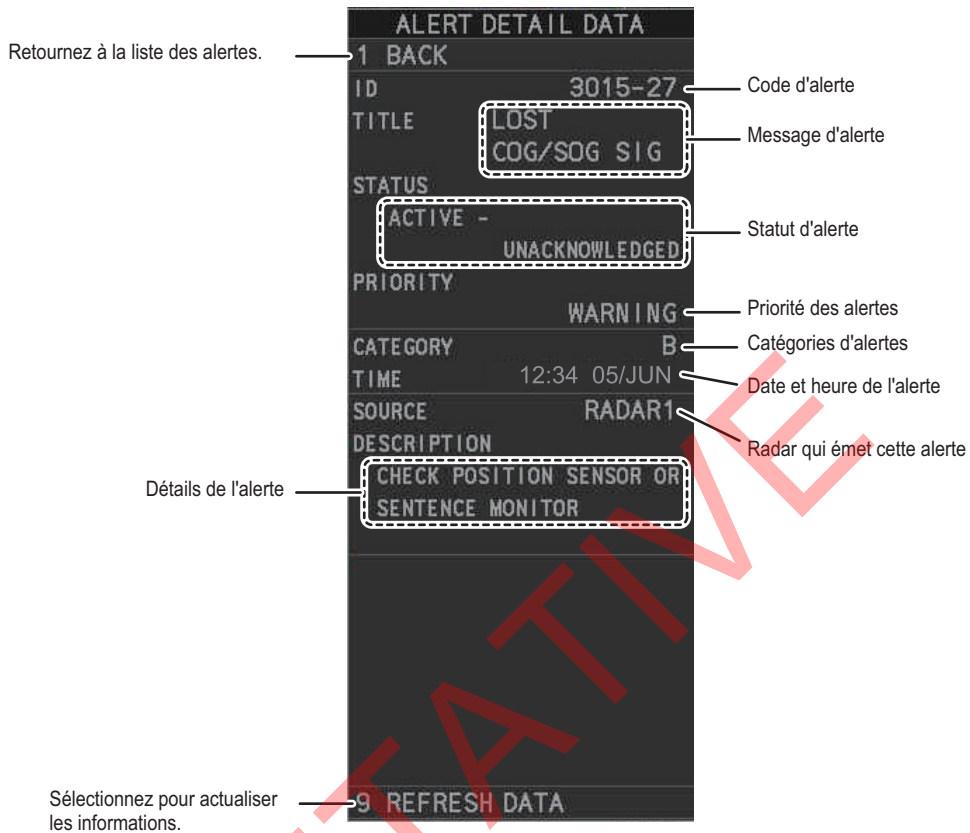 ALERT DETAIL DATA
Retournez à la liste des alertes.
1 BACK
ID 3015-27
Code d'alerte
TITLE LOST
COG/SOG SIG
Message d'alerte
STATUS
ACTIVE -
UNACKNOWLEDGED
Statut d'alerte
PRIORITY
WARNING
Priorité des alertes
CATEGORY B
Catégories d'alertes
TIME 12:34 05/JUN
Date et heure de l'alerte
SOURCE RADAR1
Radar qui émet cette alerte
DESCRIPTION
CHECK POSITION SENSOR OR
SENTENCE MONITOR
Détails de l'alerte
9 REFRESH DATA
Sélectionnez pour actualiser
les informations.
TATIVE